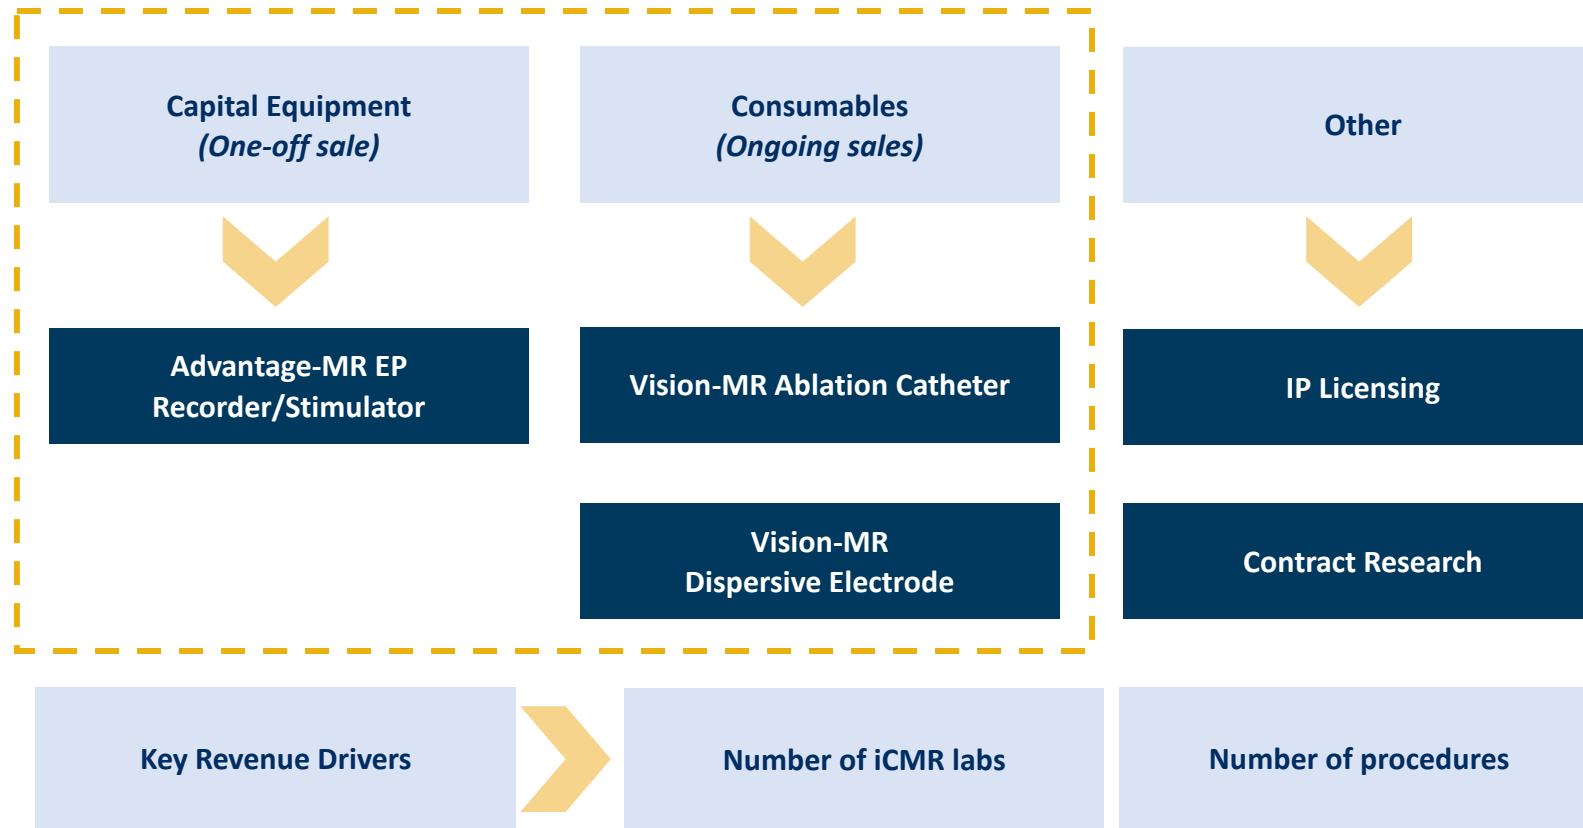 Capital Equipment
(One-off sale)
Consumables
(Ongoing sales)
Other
Advantage-MR EP
Recorder/Stimulator
Vision-MR Ablation Catheter
IP Licensing
Vision-MR
Dispersive Electrode
Contract Research
Key Revenue Drivers
Number of iCMR labs
Number of procedures